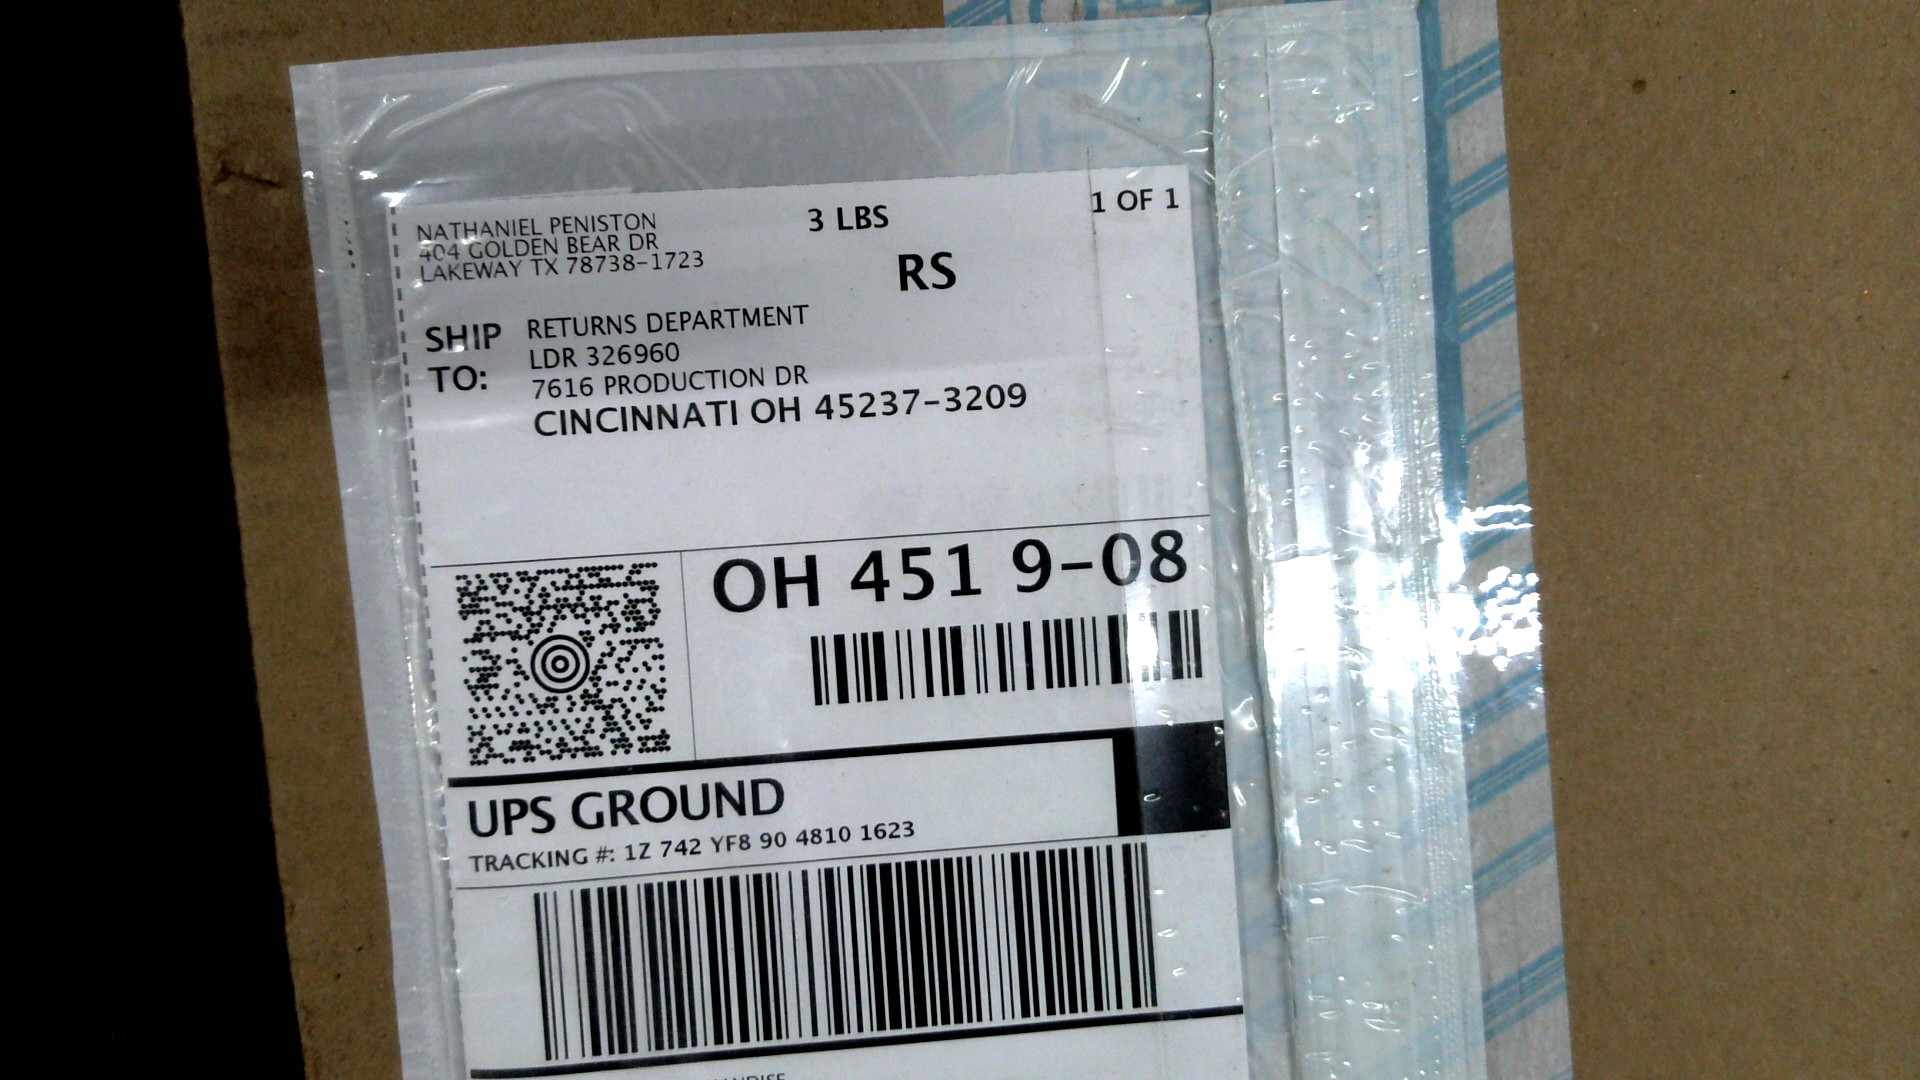 NATHANIEL PENISTON
404 GOLDEN BEAR DR
LAKEWAY TX 78738-1723
3 LBS
1 OF 1
RS
SHIP TO:
RETURNS DEPARTMENT
LDR 326960
7616 PRODUCTION DR
CINCINNATI OH 45237-3209
OH 451 9-08
UPS GROUND
TRACKING #: 1Z 742 YF8 90 4810 1623